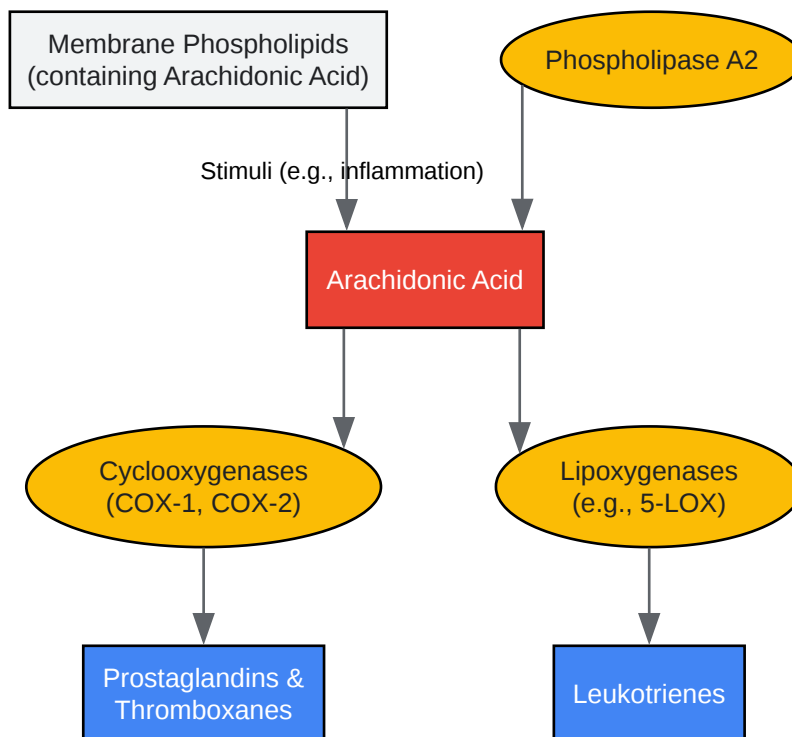 Membrane Phospholipids
(containing Arachidonic Acid)
Phospholipase A2
Stimuli (e.g., inflammation)
Arachidonic Acid
Cyclooxygenases
(COX-1, COX-2)
Lipoxygenases
(e.g., 5-LOX)
Prostaglandins &
Thromboxanes
Leukotrienes